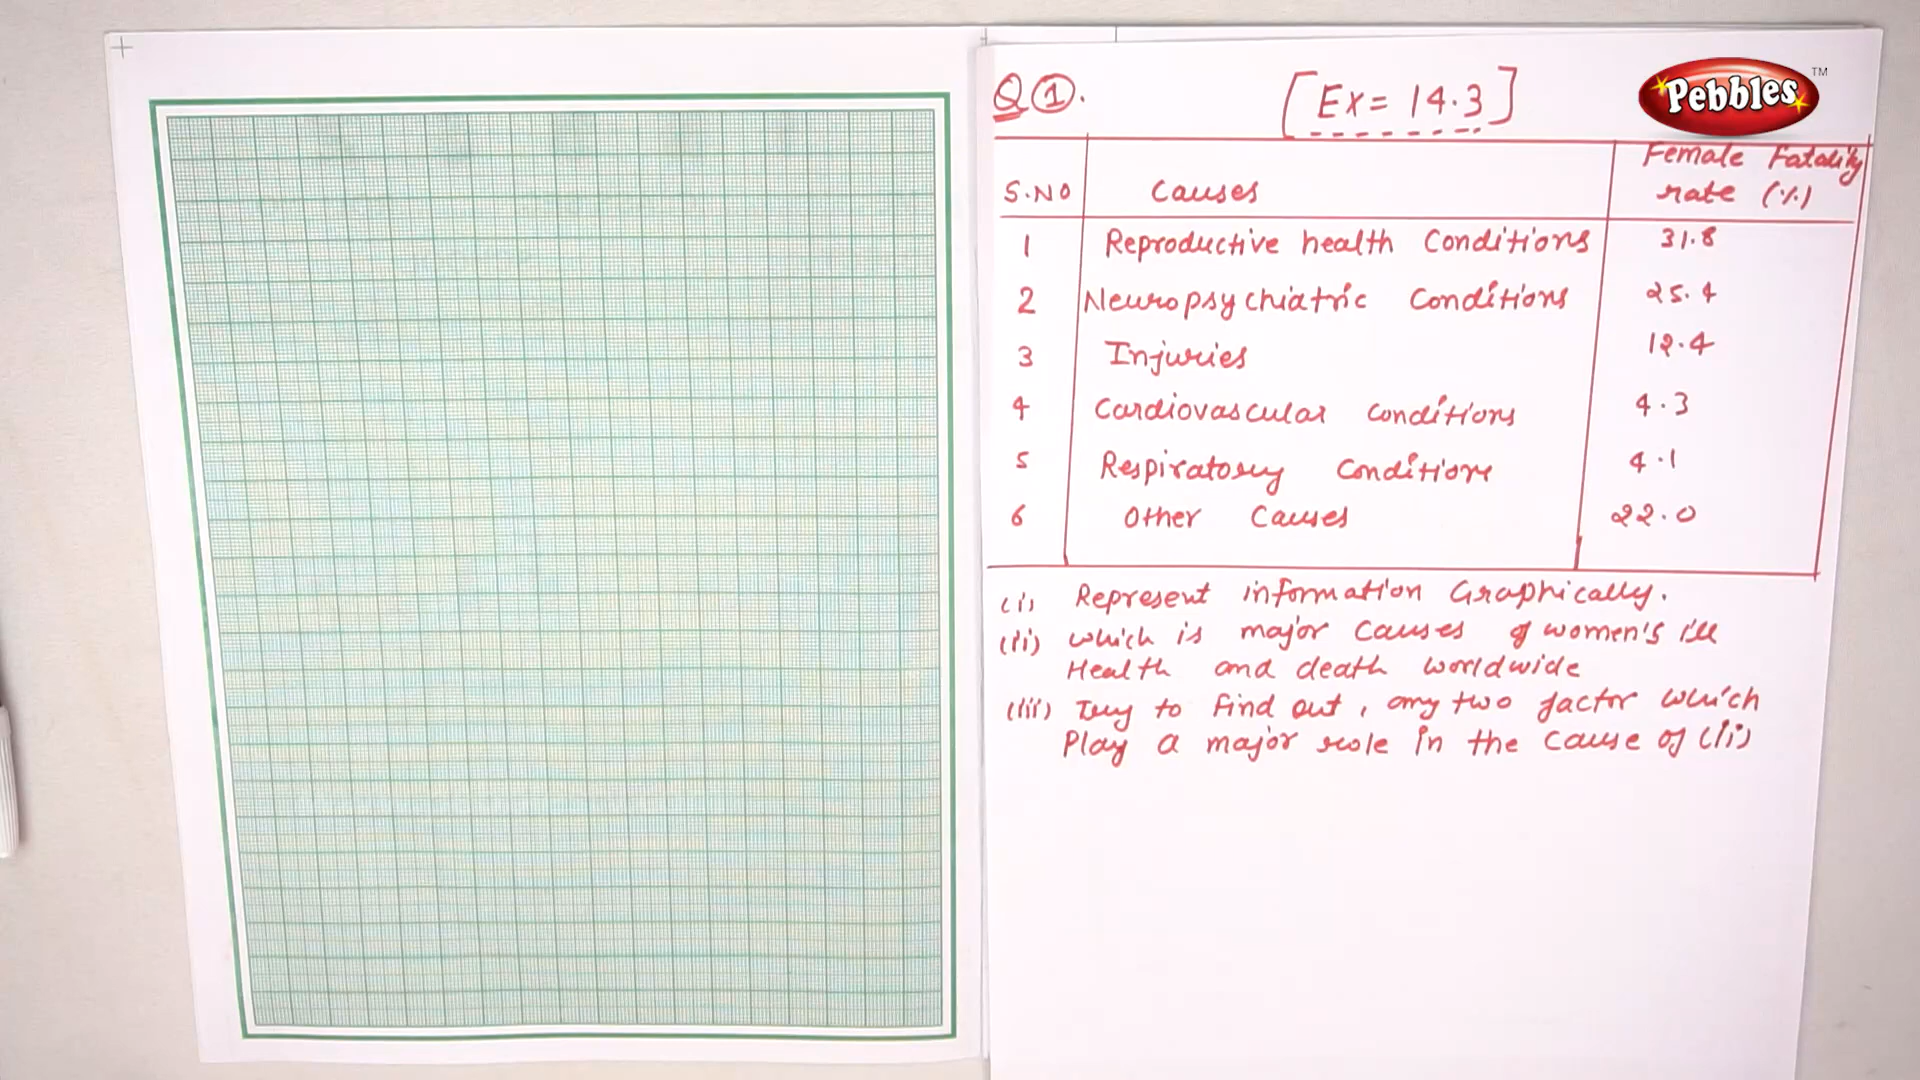 Q 1.
[Ex = 14.3]
Pebbles TM
S.NO Causes Female Fatality rate (%)
1 Reproductive health Conditions 31.8
2 Neuropsychiatric Conditions 25.4
3 Injuries 12.4
4 Cardiovascular Conditions 4.3
5 Respiratory Conditions 4.1
6 Other Causes 22.0
(i) Represent information Graphically.
(ii) which is major Causes of women's ill
Health and death worldwide
(iii) Try to find out, any two factor which
Play a major role in the cause of (ii)